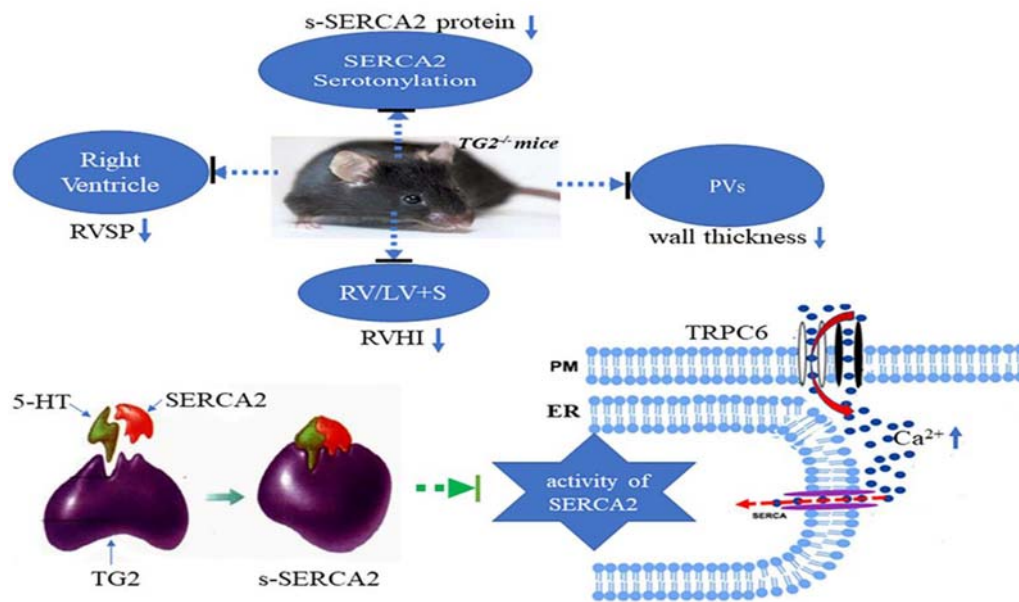 s-SERCA2 protein
SERCA2
Scrotonylation
TG2-/- mice
Right
Ventricle
RVSP
PVs
wall thickness
RV/LV+S
RVHI
TRPC6
PM
ER
5-HT
SERCA2
Ca2+
activity of
SERCA2
SERCA
TG2
s-SERCA2